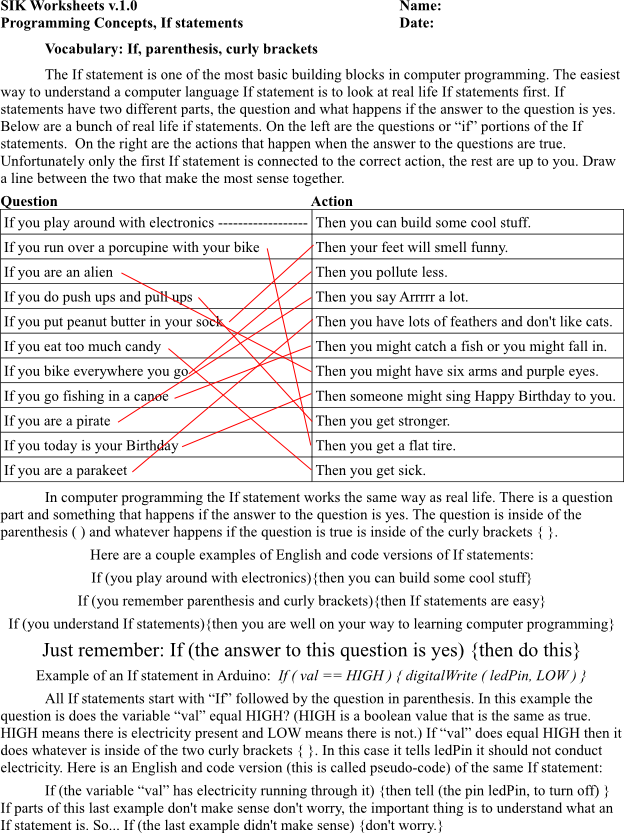 SIK Worksheets v.1.0 Name:
Programming Concepts, If statements Date:
Vocabulary: If, parenthesis, curly brackets
The If statement is one of the most basic building blocks in computer programming. The easiest
way to understand a computer language If statement is to look at real life If statements first. If
statements have two different parts, the question and what happens if the answer to the question is yes.
Below are a bunch of real life if statements. On the left are the questions or “if” portions of the If
statements. On the right are the actions that happen when the answer to the questions are true.
Unfortunately only the first If statement is connected to the correct action, the rest are up to you. Draw
a line between the two that make the most sense together.
Question Action
If you play around with electronics ------------------ Then you can build some cool stuff.
If you run over a porcupine with your bike Then your feet will smell funny.
If you are an alien Then you pollute less.
If you do push ups and pull ups Then you say Arrrrr a lot.
If you put peanut butter in your sock Then you have lots of feathers and don't like cats.
If you eat too much candy Then you might catch a fish or you might fall in.
If you bike everywhere you go Then you might have six arms and purple eyes.
If you go fishing in a canoe Then someone might sing Happy Birthday to you.
If you are a pirate Then you get stronger.
If you today is your Birthday Then you get a flat tire.
If you are a parakeet Then you get sick.
In computer programming the If statement works the same way as real life. There is a question
part and something that happens if the answer to the question is yes. The question is inside of the
parenthesis ( ) and whatever happens if the question is true is inside of the curly brackets { }.
Here are a couple examples of English and code versions of If statements:
If (you play around with electronics){then you can build some cool stuff}
If (you remember parenthesis and curly brackets){then If statements are easy}
If (you understand If statements){then you are well on your way to learning computer programming}
Just remember: If (the answer to this question is yes) {then do this}
Example of an If statement in Arduino: If ( val == HIGH ) { digitalWrite ( ledPin, LOW ) }
All If statements start with “If” followed by the question in parenthesis. In this example the
question is does the variable “val” equal HIGH? (HIGH is a boolean value that is the same as true.
HIGH means there is electricity present and LOW means there is not.) If “val” does equal HIGH then it
does whatever is inside of the two curly brackets { }. In this case it tells ledPin it should not conduct
electricity. Here is an English and code version (this is called pseudo-code) of the same If statement:
If (the variable “val” has electricity running through it) {then tell (the pin ledPin, to turn off) }
If parts of this last example don't make sense don't worry, the important thing is to understand what an
If statement is. So... If (the last example didn't make sense) {don't worry.}